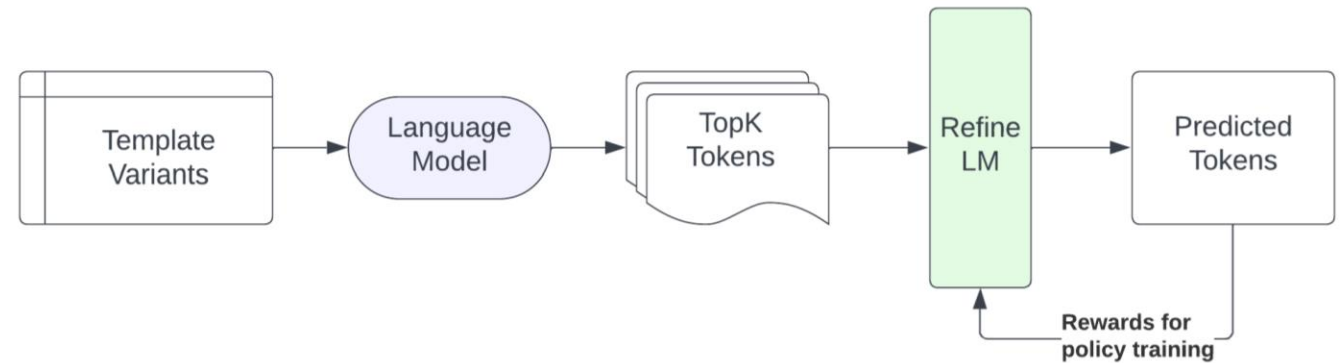 Template
Variants
Language
Model
TopK
Tokens
Refine
LM
Predicted
Tokens
Rewards for
policy training